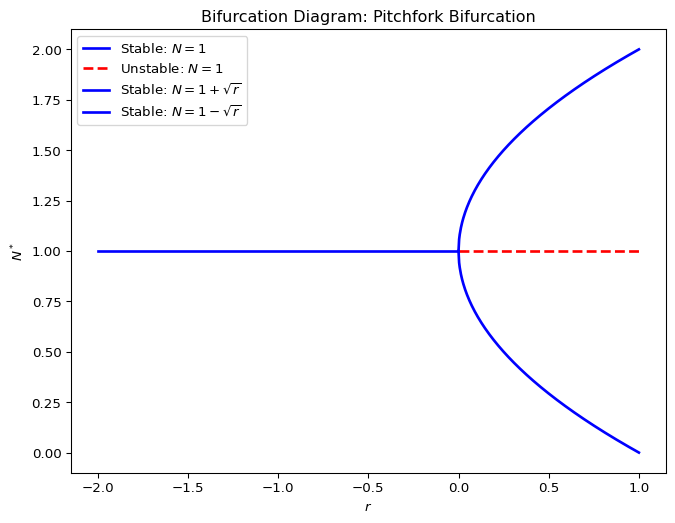 Bifurcation Diagram: Pitchfork Bifurcation
Stable: N = 1
Unstable: N = 1
Stable: N = 1 + √r
Stable: N = 1 − √r
2.00
1.75
1.50
1.25
1.00
0.75
0.50
0.25
0.00
N*
−2.0
−1.5
−1.0
−0.5
0.0
0.5
1.0
r